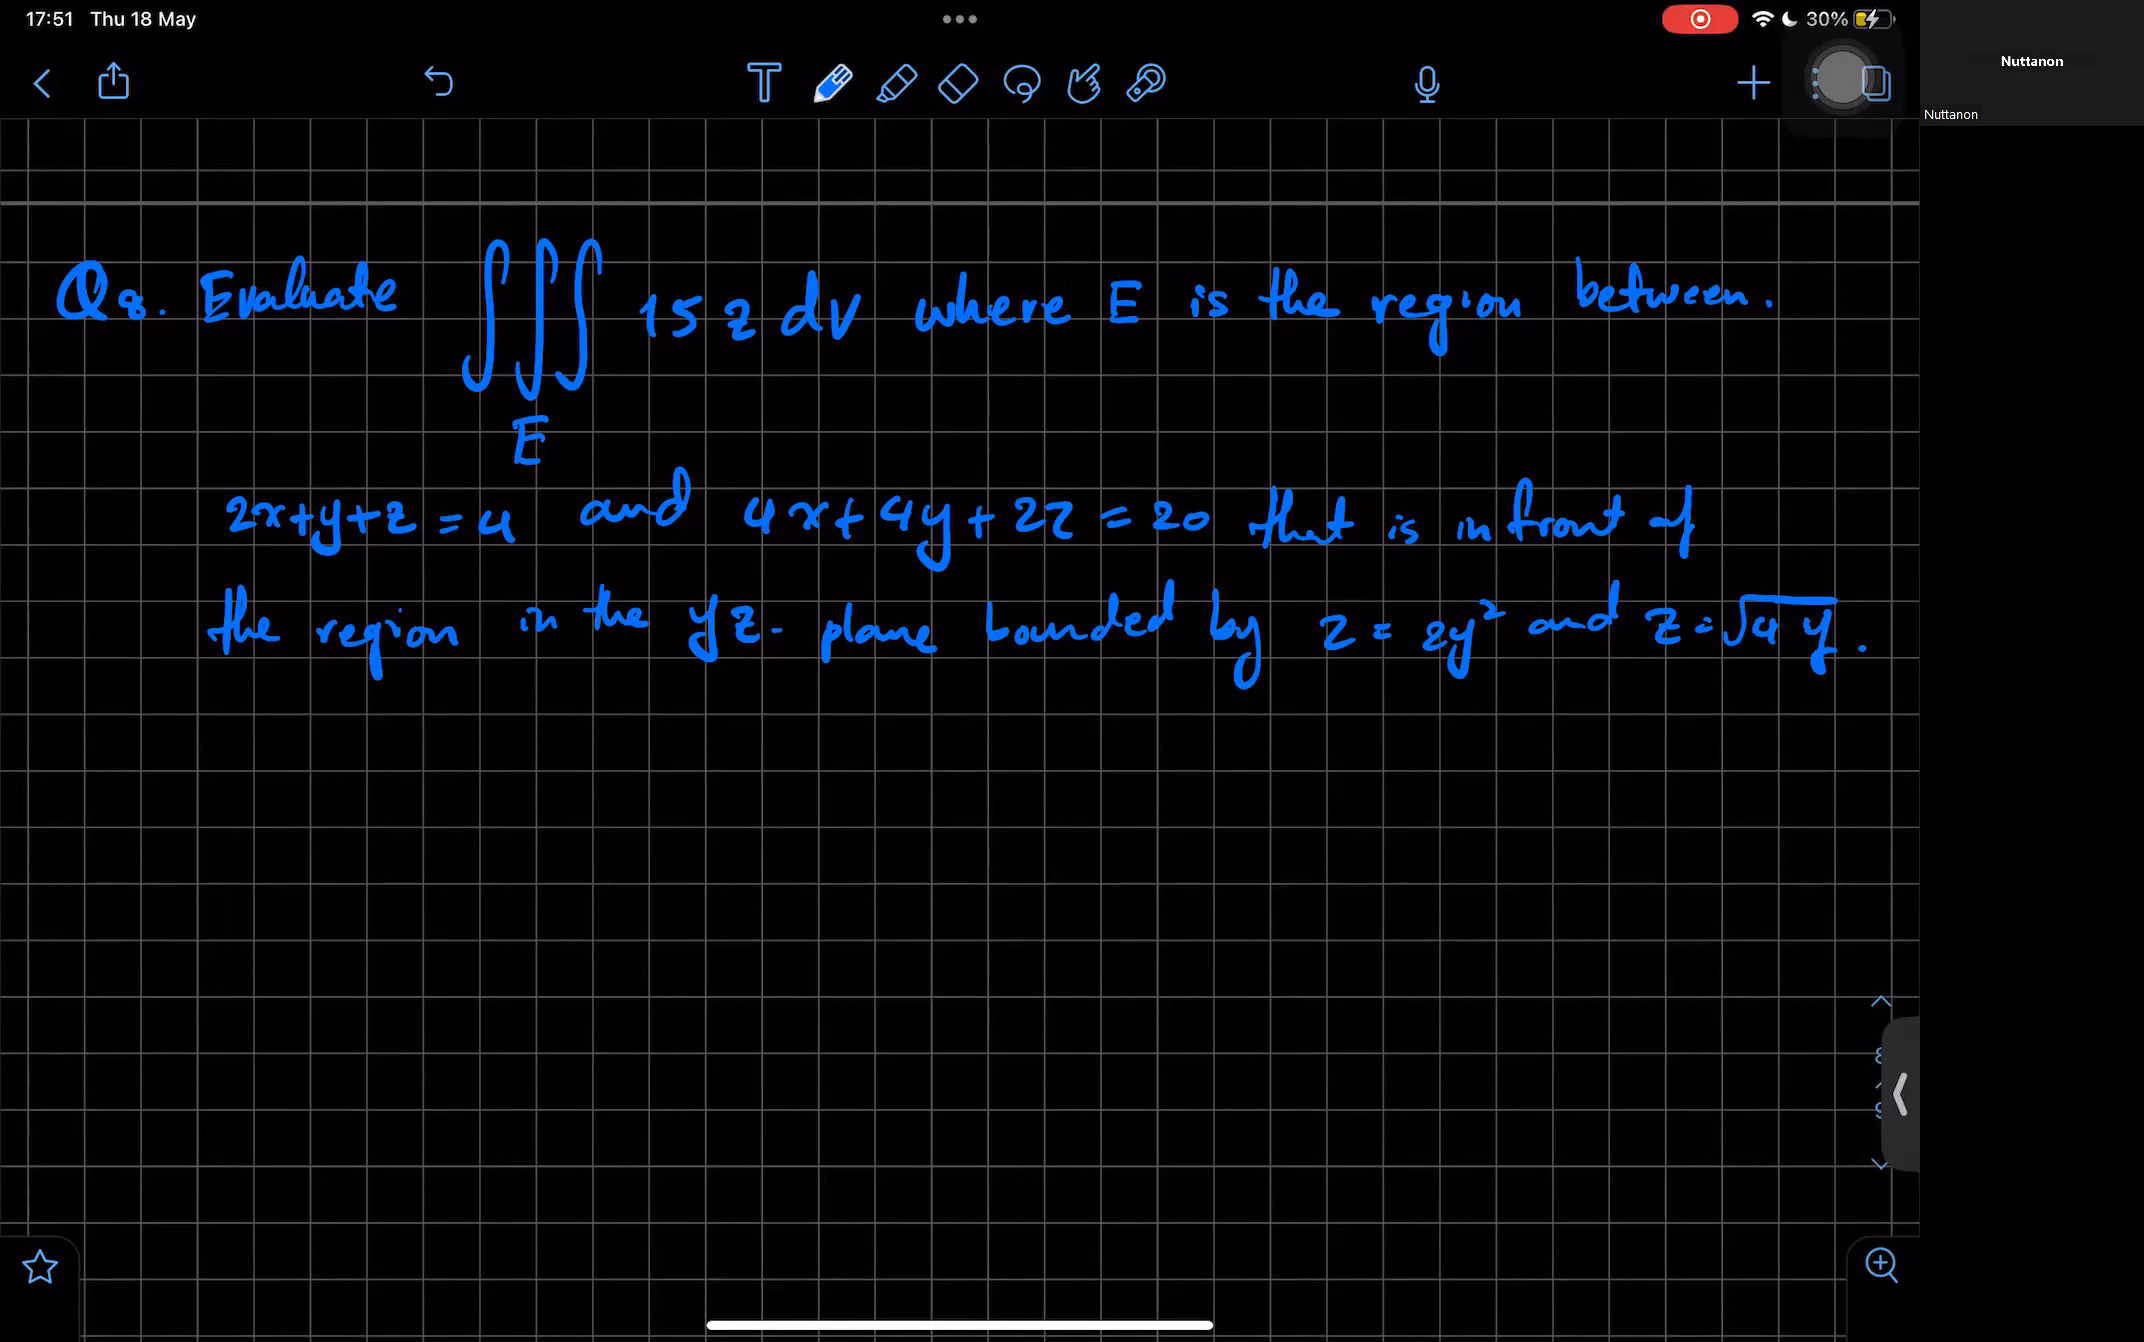 17:51 Thu 18 May
30%
Nuttanon
Nuttanon
Q8. Evaluate ∭ 15 z dV where E is the region between.
E
2x+y+z=4 and 4x+4y+2z=20 that is in front of
the region in the yz-plane bounded by z=2y² and z=√4y.